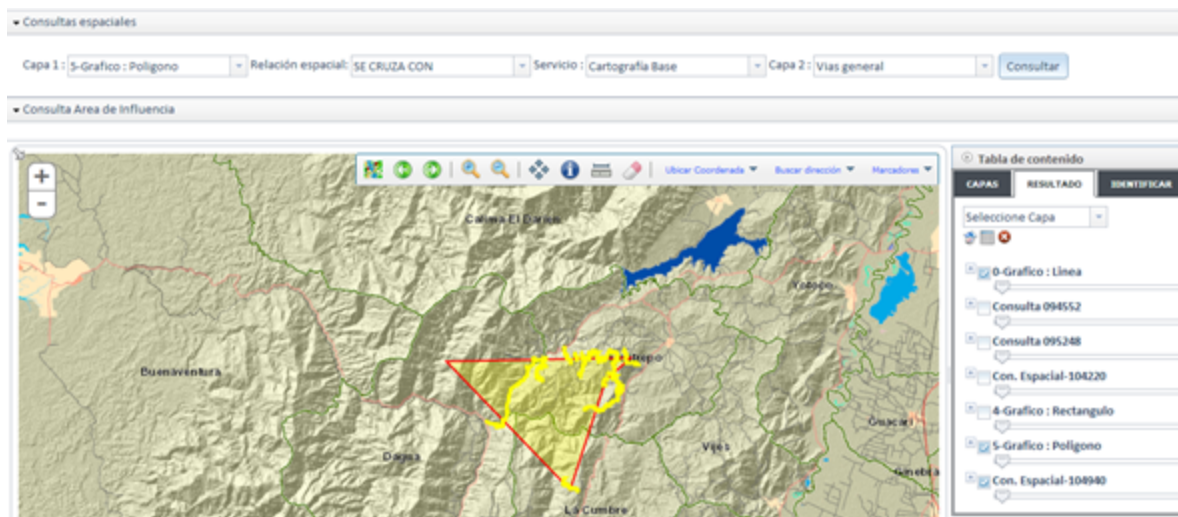 Consultas espaciales
Capa 1 : 5-Grafico : Poligono Relación espacial: SE CRUZA CON Servicio : Cartografía Base Capa 2 : Vias general Consultar
Consulta Area de Influencia
+
-
Ubicar Coordenada Buscar dirección Marcadores
Calima El Darien
Yotoco
Buenaventura
Guacarí
Vijes
Dagua
Ginebra
La Cumbre
Tabla de contenido
CAPAS RESULTADO IDENTIFICAR
Seleccione Capa
0-Grafico : Línea
Consulta 094552
Consulta 095248
Con. Espacial-104220
4-Grafico : Rectangulo
5-Grafico : Poligono
Con. Espacial-104940